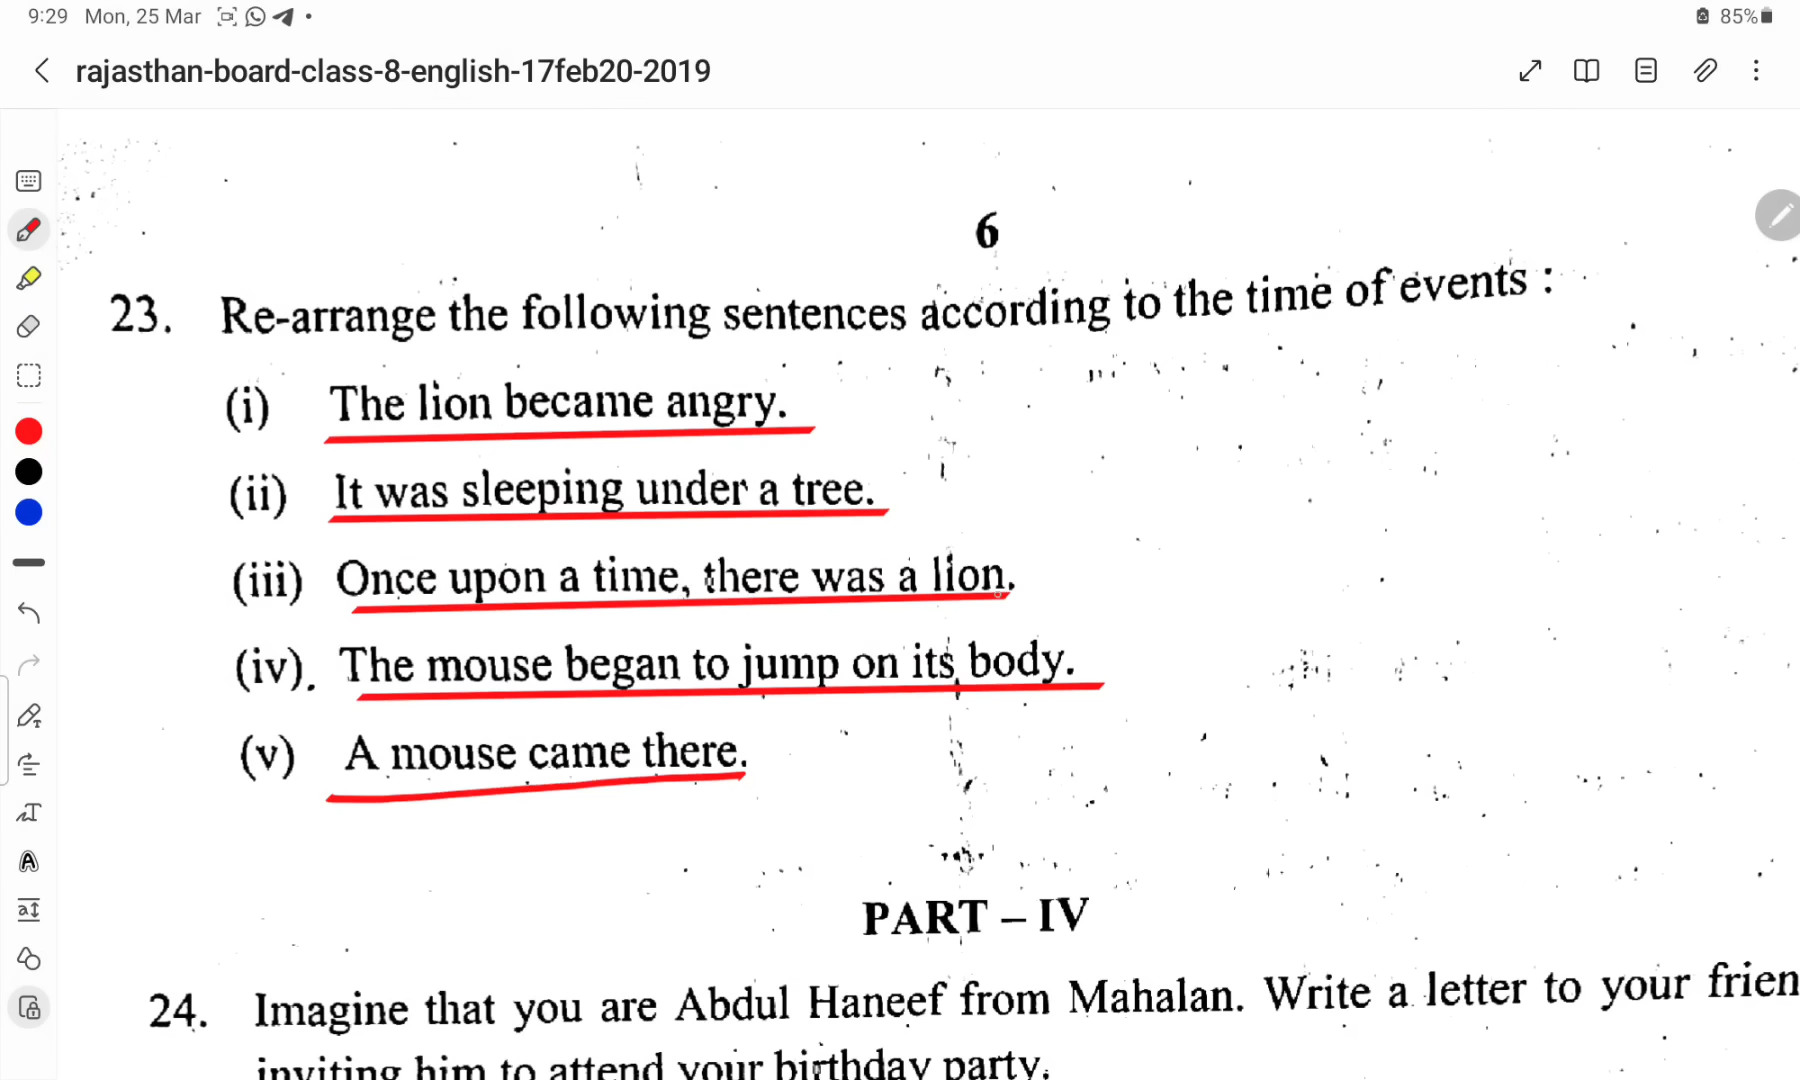 9:29 Mon, 25 Mar
85%
rajasthan-board-class-8-english-17feb20-2019
6
23. Re-arrange the following sentences according to the time of events :
(i) The lion became angry.
(ii) It was sleeping under a tree.
(iii) Once upon a time, there was a lion.
(iv). The mouse began to jump on its body.
(v) A mouse came there.
PART – IV
24. Imagine that you are Abdul Haneef from Mahalan. Write a letter to your frien
inviting him to attend your birthday party.